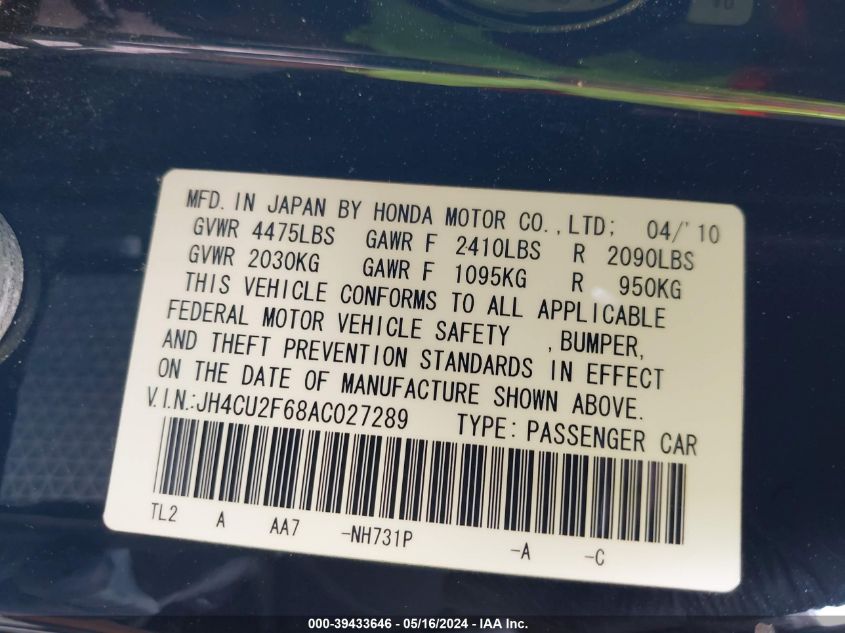 MFD. IN JAPAN BY HONDA MOTOR CO.,LTD; 04/'10
GVWR 4475LBS GAWR F 2410LBS R 2090LBS
GVWR 2030KG GAWR F 1095KG R 950KG
THIS VEHICLE CONFORMS TO ALL APPLICABLE
FEDERAL MOTOR VEHICLE SAFETY ,BUMPER,
AND THEFT PREVENTION STANDARDS IN EFFECT
ON THE DATE OF MANUFACTURE SHOWN ABOVE.
V.I.N.:JH4CU2F68AC027289 TYPE: PASSENGER CAR
TL2 A AA7 -NH731P -A -C
000-39433646 - 05/16/2024 - IAA Inc.